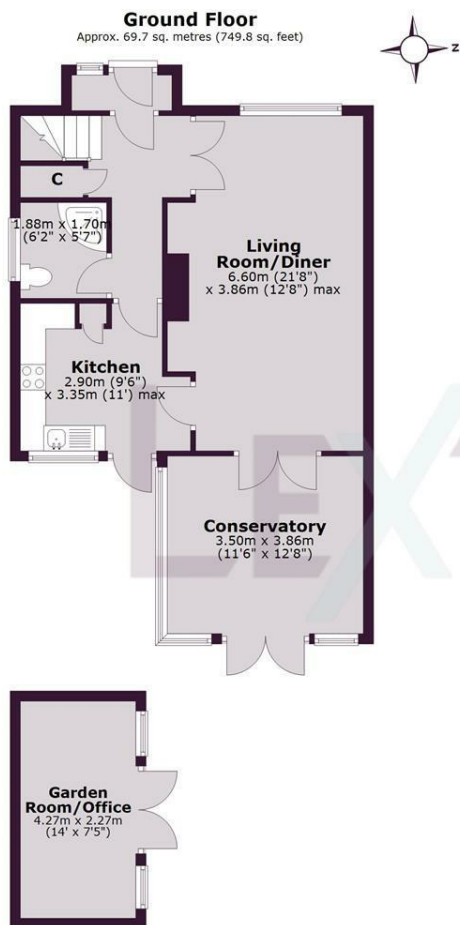 Ground Floor
Approx. 69.7 sq. metres (749.8 sq. feet)
z
C
1.88m x 1.70m
(6'2" x 5'7")
Living
Room/Diner
6.60m (21'8")
x 3.86m (12'8") max
Kitchen
2.90m (9'6")
x 3.35m (11') max
Conservatory
3.50m x 3.86m
(11'6" x 12'8")
LEX
Garden
Room/Office
4.27m x 2.27m
(14' x 7'5")